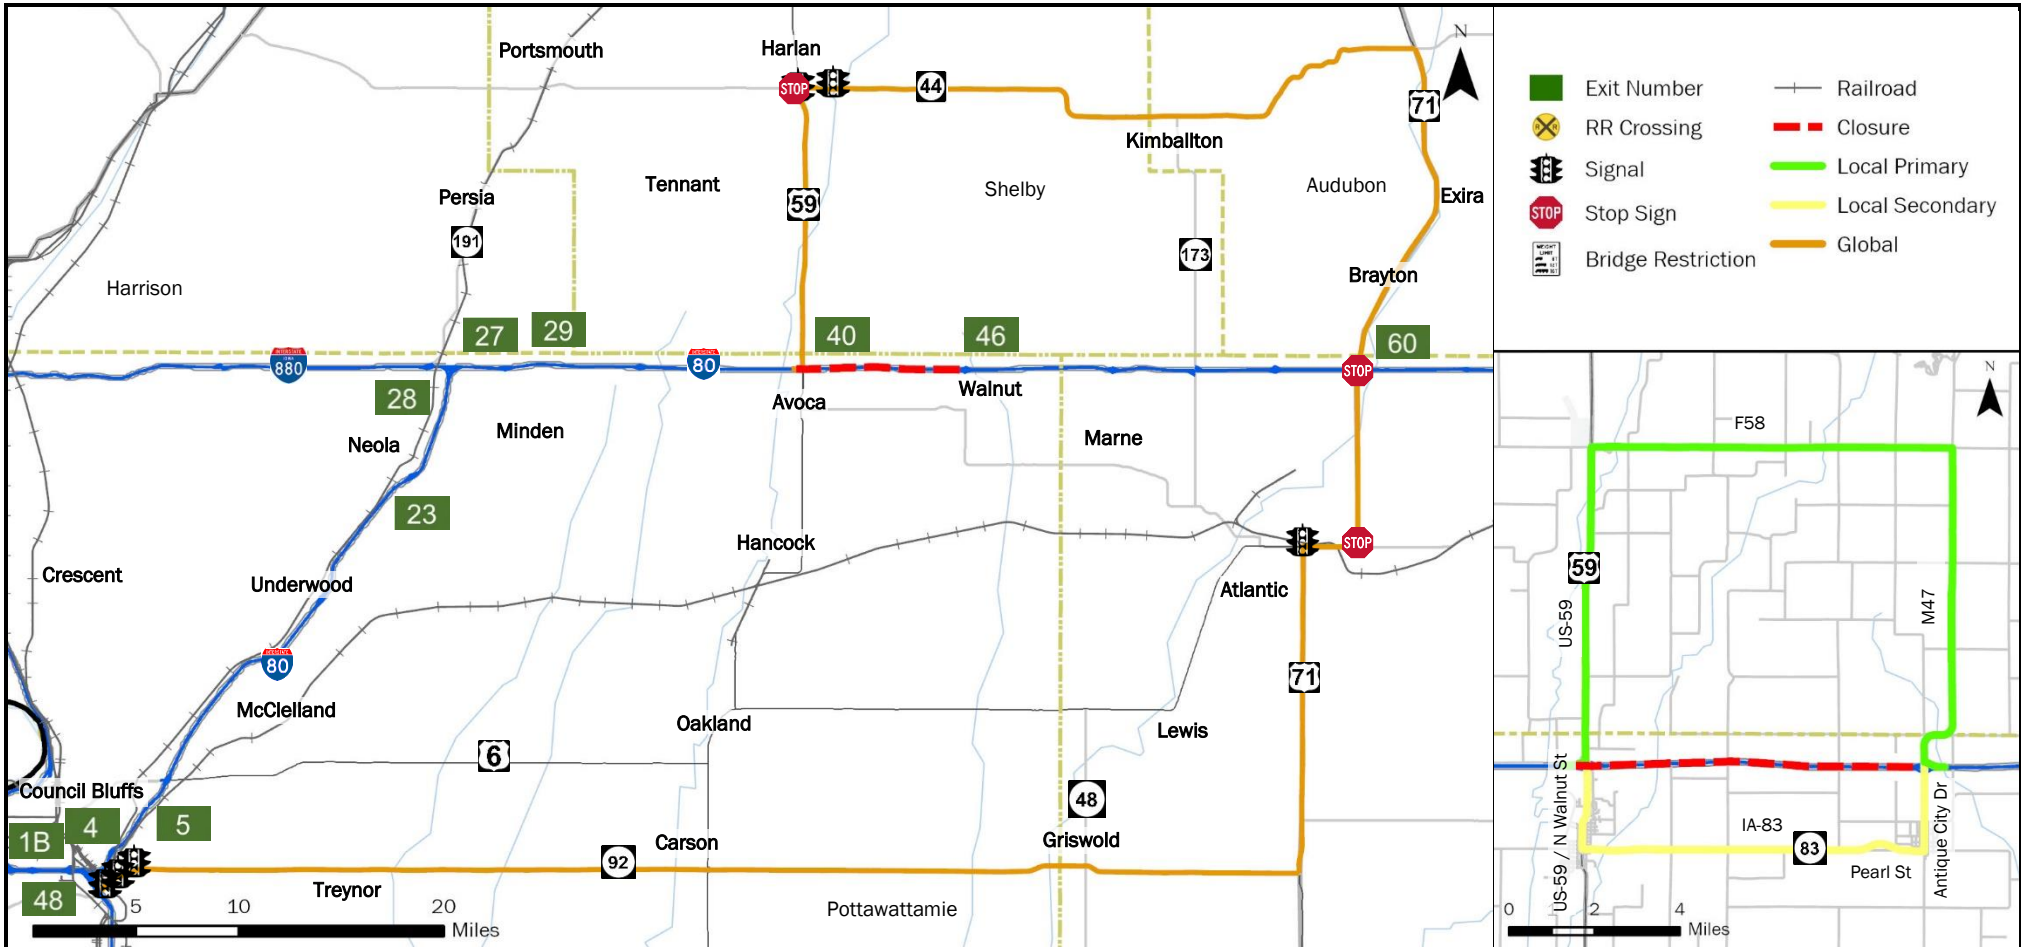 Portsmouth
Harlan
N
STOP
44
71
Kimballton
Persia
Tennant
Shelby
Audubon
Exira
59
191
173
Harrison
Brayton
27
29
40
46
60
880
80
STOP
28
Avoca
Walnut
Neola
Minden
Marne
23
Hancock
STOP
Crescent
Underwood
Atlantic
80
71
McClelland
Oakland
Lewis
6
Council Bluffs
48
1B
4
5
Carson
Griswold
92
Treynor
48
5
10
20
Miles
Pottawattamie
Exit Number
RR Crossing
Signal
STOP
Stop Sign
WEIGHT
LIMIT
Bridge Restriction
Railroad
Closure
Local Primary
Local Secondary
Global
N
F58
59
US-59
M47
US-59 / N Walnut St
IA-83
83
Pearl St
Antique City Dr
0
2
4
Miles